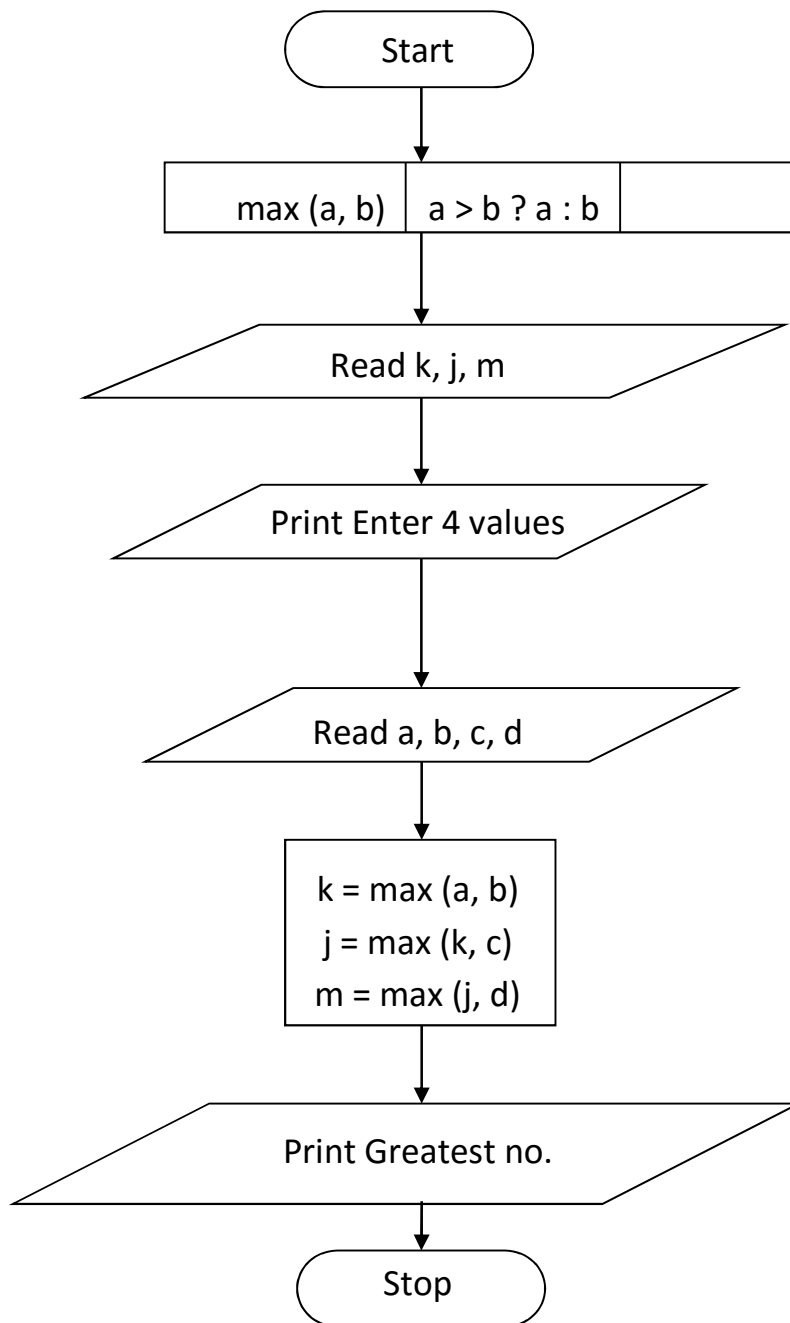 Start
max (a, b) a > b ? a : b
Read k, j, m
Print Enter 4 values
Read a, b, c, d
k = max (a, b)
j = max (k, c)
m = max (j, d)
Print Greatest no.
Stop